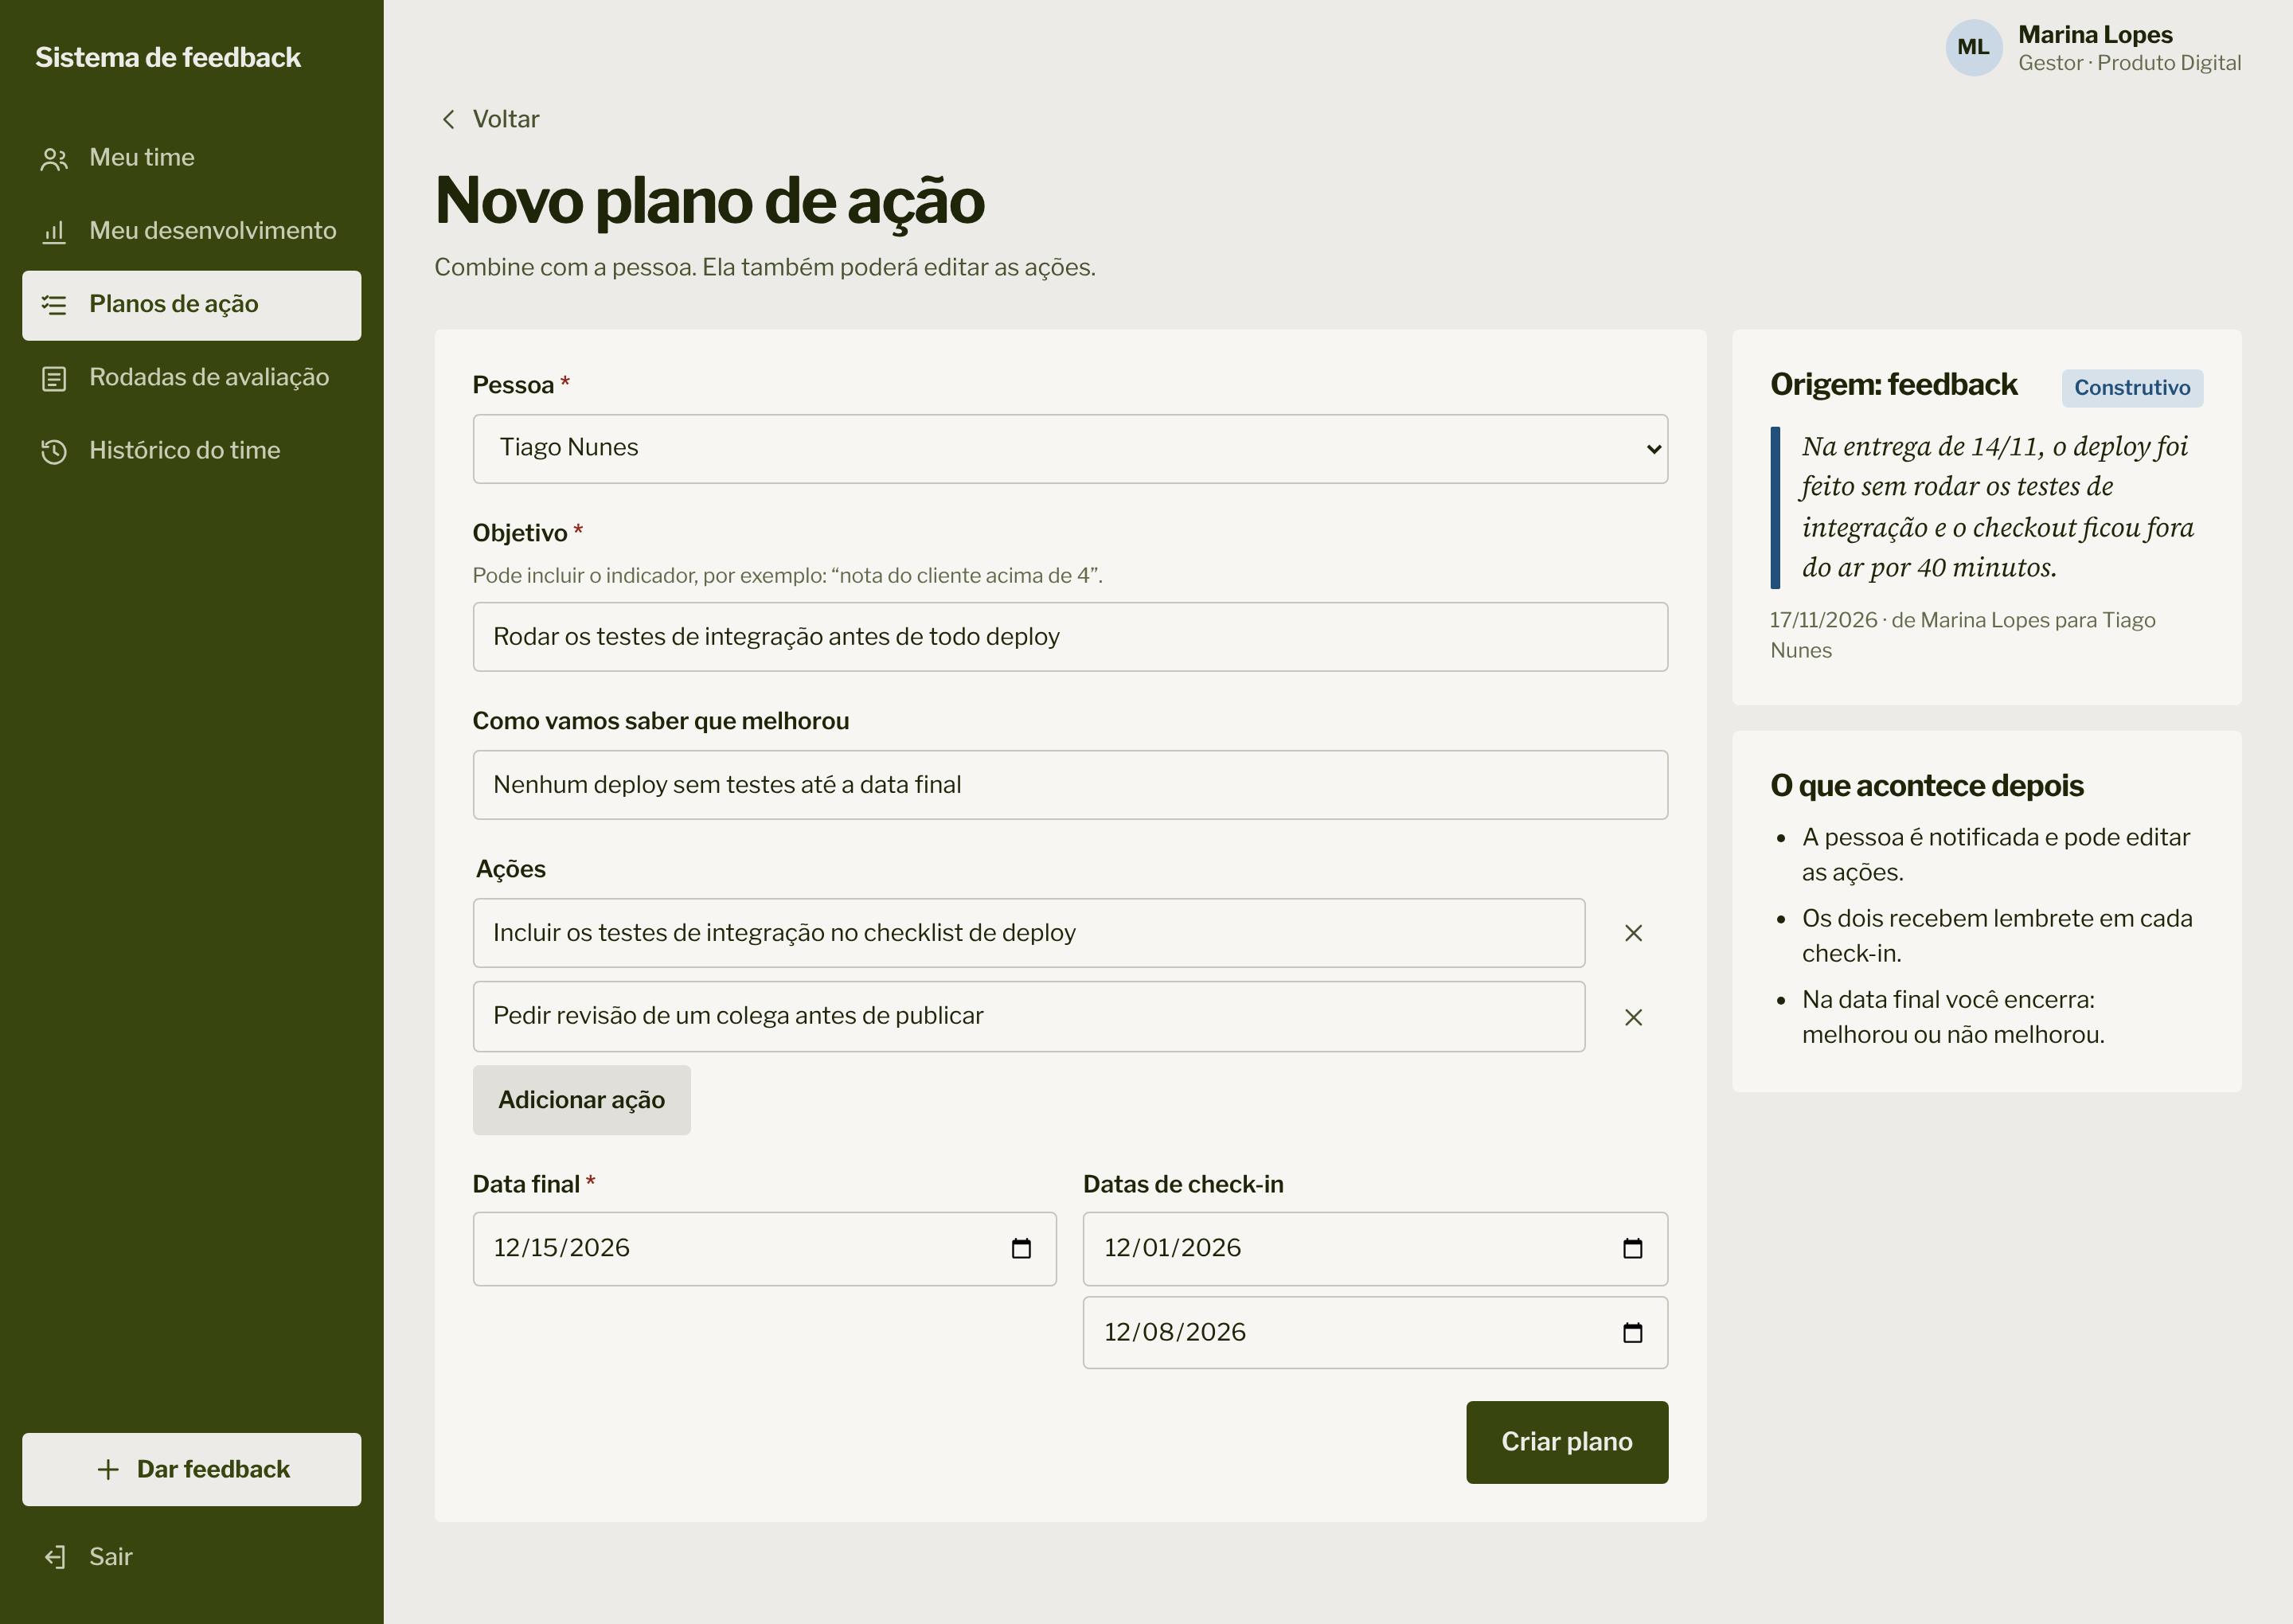 Sistema de feedback
Meu time
Meu desenvolvimento
Planos de ação
Rodadas de avaliação
Histórico do time
Dar feedback
Sair
ML
Marina Lopes
Gestor · Produto Digital
Voltar
Novo plano de ação
Combine com a pessoa. Ela também poderá editar as ações.
Pessoa *
Tiago Nunes
Objetivo *
Pode incluir o indicador, por exemplo: “nota do cliente acima de 4”.
Rodar os testes de integração antes de todo deploy
Como vamos saber que melhorou
Nenhum deploy sem testes até a data final
Ações
Incluir os testes de integração no checklist de deploy
Pedir revisão de um colega antes de publicar
Adicionar ação
Data final *
12/15/2026
Datas de check-in
12/01/2026
12/08/2026
Criar plano
Origem: feedback
Construtivo
Na entrega de 14/11, o deploy foi
feito sem rodar os testes de
integração e o checkout ficou fora
do ar por 40 minutos.
17/11/2026 · de Marina Lopes para Tiago
Nunes
O que acontece depois
• A pessoa é notificada e pode editar
as ações.
• Os dois recebem lembrete em cada
check-in.
• Na data final você encerra:
melhorou ou não melhorou.